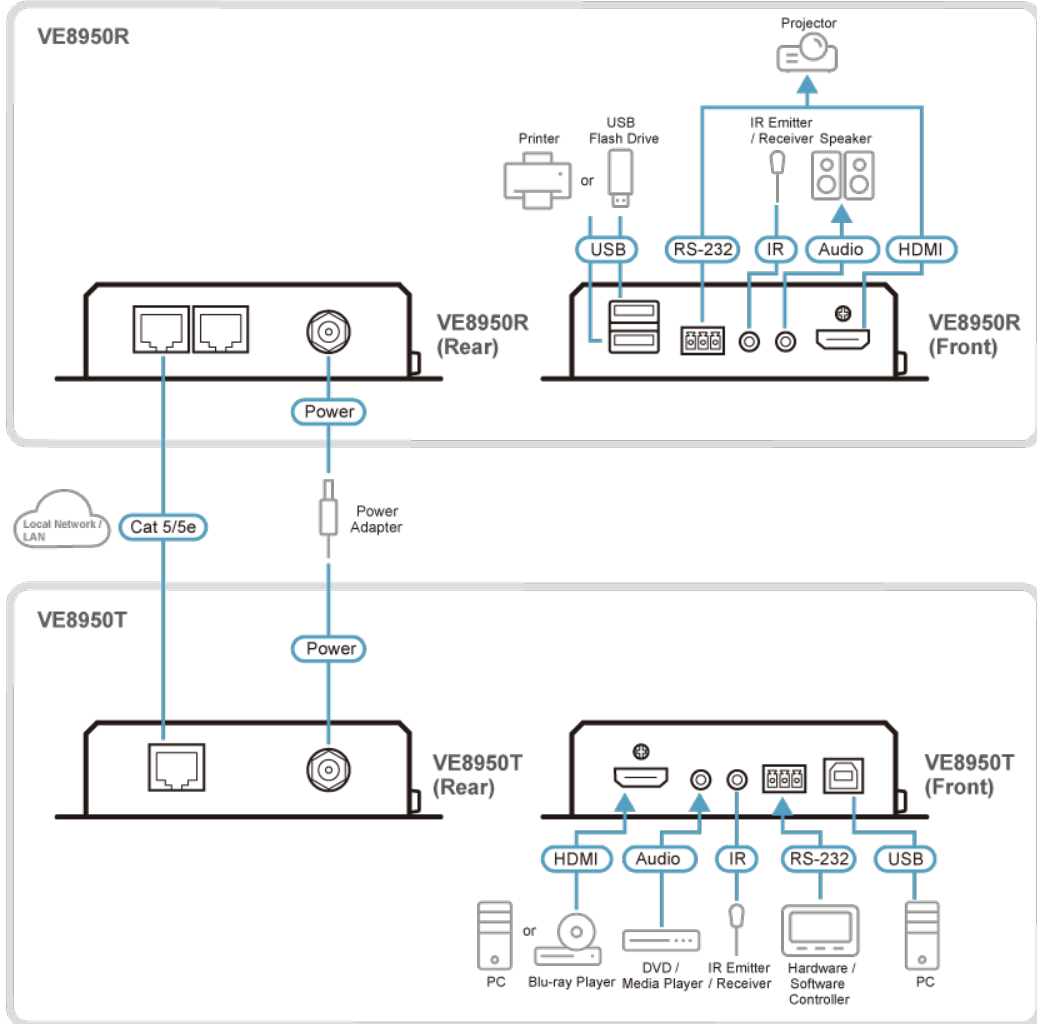 VE8950R
Projector
IR Emitter
/ Receiver
Speaker
USB
Flash Drive
Printer
or
USB
RS-232
IR
Audio
HDMI
VE8950R
(Rear)
VE8950R
(Front)
Power
Local Network /
LAN
Cat 5/5e
Power
Adapter
VE8950T
Power
VE8950T
(Rear)
VE8950T
(Front)
HDMI
Audio
IR
RS-232
USB
or
PC
Blu-ray Player
DVD /
Media Player
IR Emitter
/ Receiver
Hardware /
Software
Controller
PC